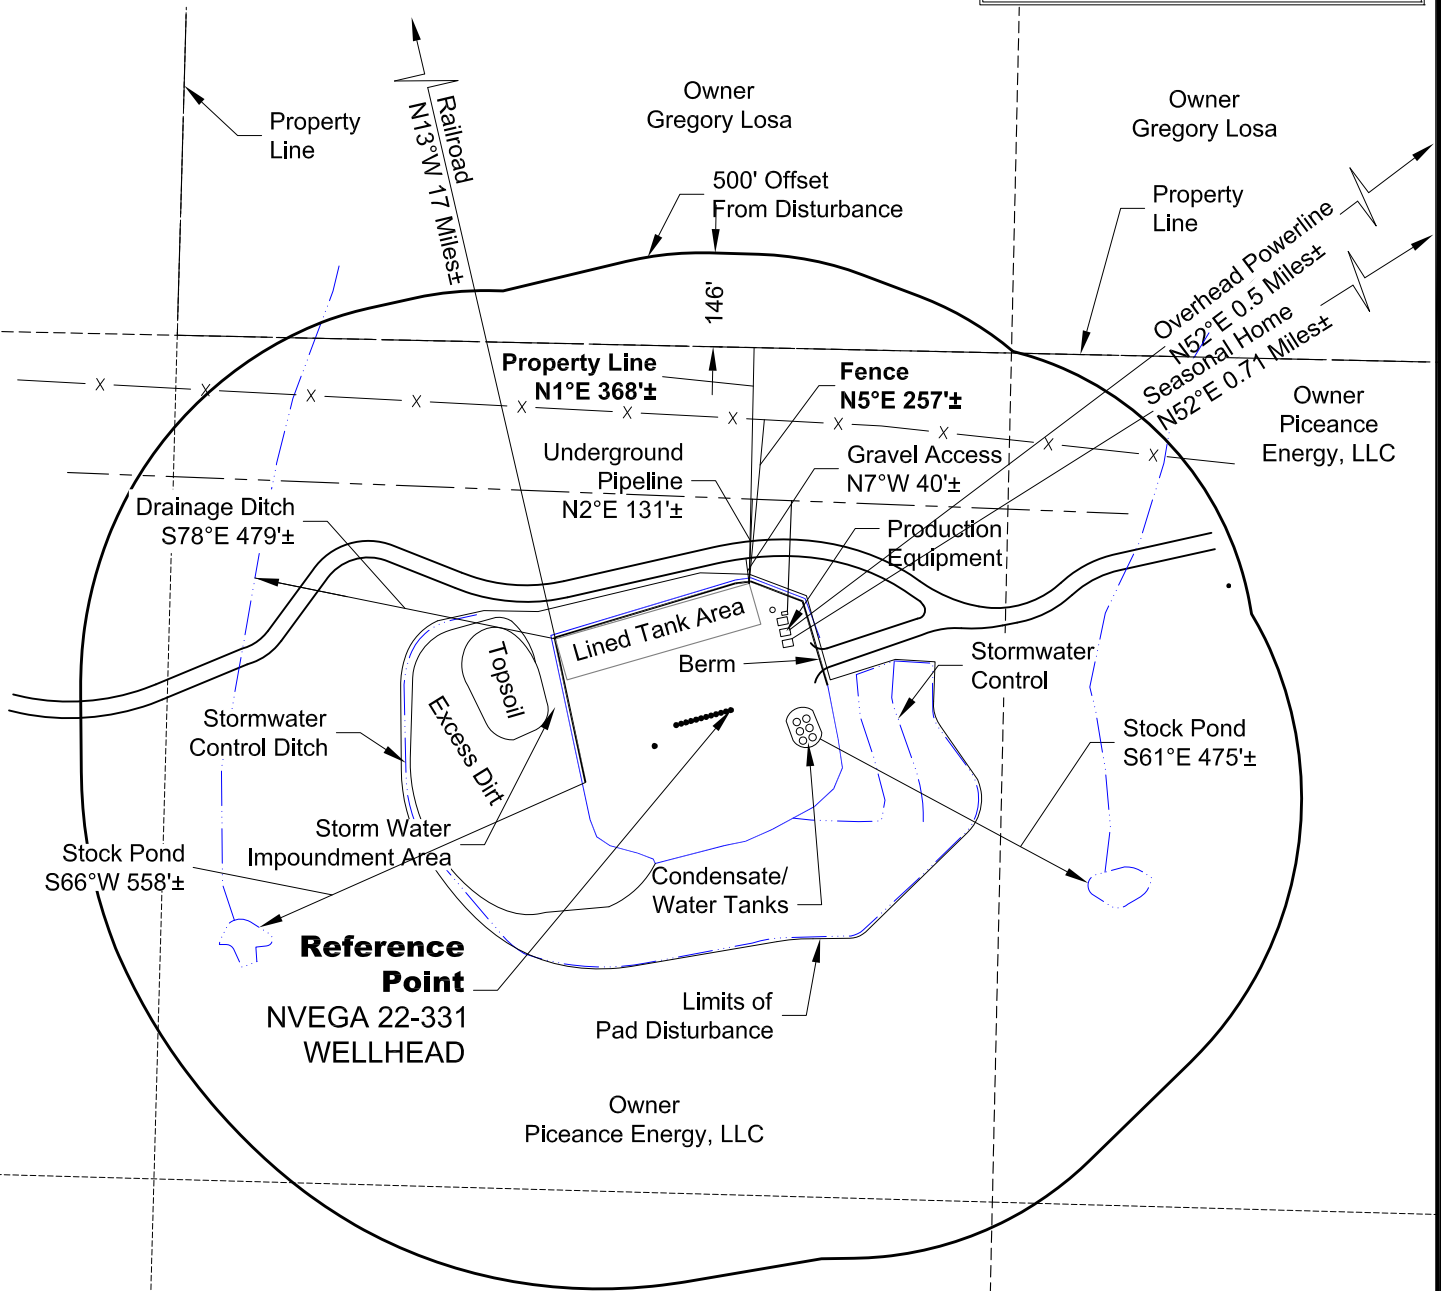 Owner
Gregory Losa
Owner
Gregory Losa
Property
Line
Railroad
N13°W 17 Miles±
500' Offset
From Disturbance
Property
Line
Overhead Powerline
N52°E 0.5 Miles±
Seasonal Home
N52°E 0.71 Miles±
146'
Property Line
N1°E 368'±
Fence
N5°E 257'±
Owner
Piceance
Energy, LLC
Underground
Pipeline
N2°E 131'±
Gravel Access
N7°W 40'±
Drainage Ditch
S78°E 479'±
Production
Equipment
Lined Tank Area
Topsoil
Berm
Stormwater
Control
Excess Dirt
Stormwater
Control Ditch
Stock Pond
S61°E 475'±
Storm Water
Impoundment Area
Stock Pond
S66°W 558'±
Condensate/
Water Tanks
Reference
Point
NVEGA 22-331
WELLHEAD
Limits of
Pad Disturbance
Owner
Piceance Energy, LLC